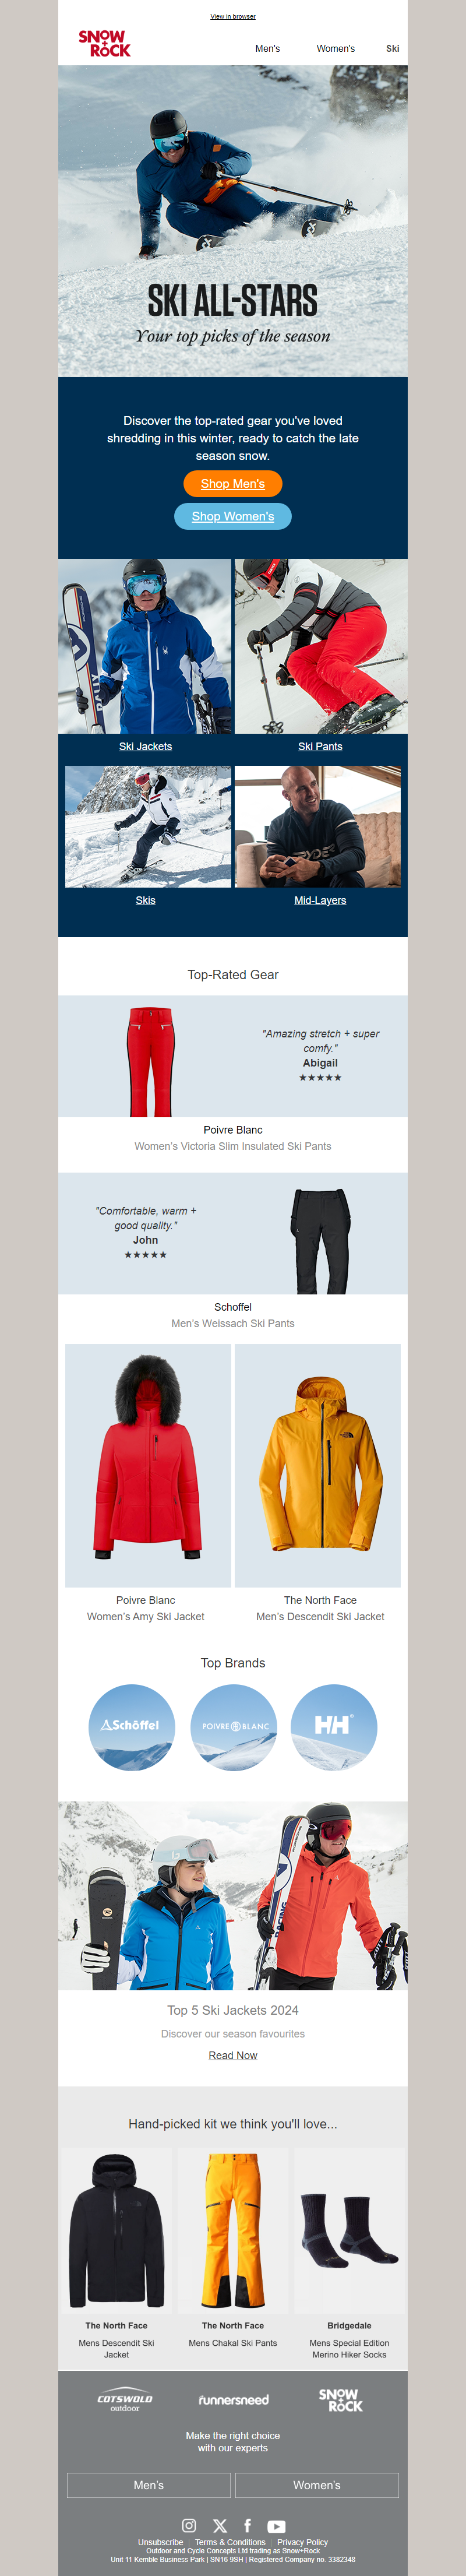 View in browser
SNOW
+ROCK
Men's
Women's
Ski
SKI ALL-STARS
Your top picks of the season
Discover the top-rated gear you've loved
shredding in this winter, ready to catch the late
season snow.
Shop Men's
Shop Women's
Ski Jackets
Ski Pants
Skis
Mid-Layers
Top-Rated Gear
"Amazing stretch + super
comfy."
Abigail
★★★★★
Poivre Blanc
Women's Victoria Slim Insulated Ski Pants
"Comfortable, warm +
good quality."
John
★★★★★
Schoffel
Men's Weissach Ski Pants
Poivre Blanc
Women's Amy Ski Jacket
The North Face
Men's Descendit Ski Jacket
Top Brands
Schöffel
POIVRE BLANC
HH
RACING
Top 5 Ski Jackets 2024
Discover our season favourites
Read Now
Hand-picked kit we think you'll love...
The North Face
Mens Descendit Ski
Jacket
The North Face
Mens Chakal Ski Pants
Bridgedale
Mens Special Edition
Merino Hiker Socks
COTSWOLD
outdoor
runnersneed
SNOW
+ROCK
Make the right choice
with our experts
Men's
Women's
Unsubscribe | Terms & Conditions | Privacy Policy
Outdoor and Cycle Concepts Ltd trading as Snow+Rock
Unit 11 Kemble Business Park | SN16 9SH | Registered Company no. 3382348